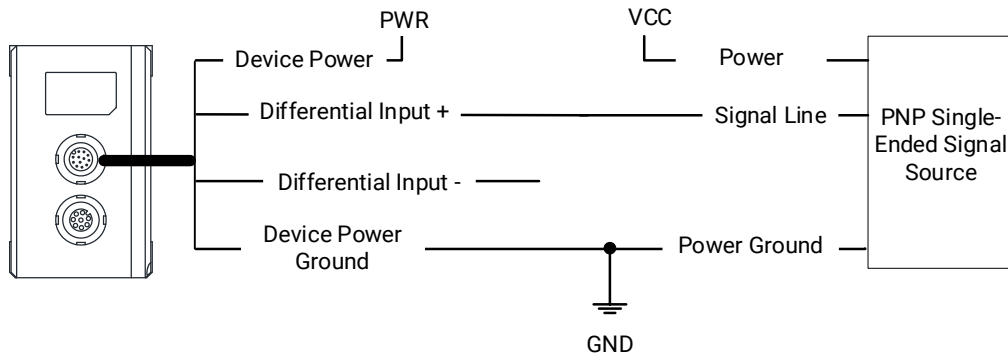 PWR
VCC
Device Power
Power
Differential Input +
Signal Line
PNP Single-
Ended Signal
Source
Differential Input -
Device Power
Ground
Power Ground
GND